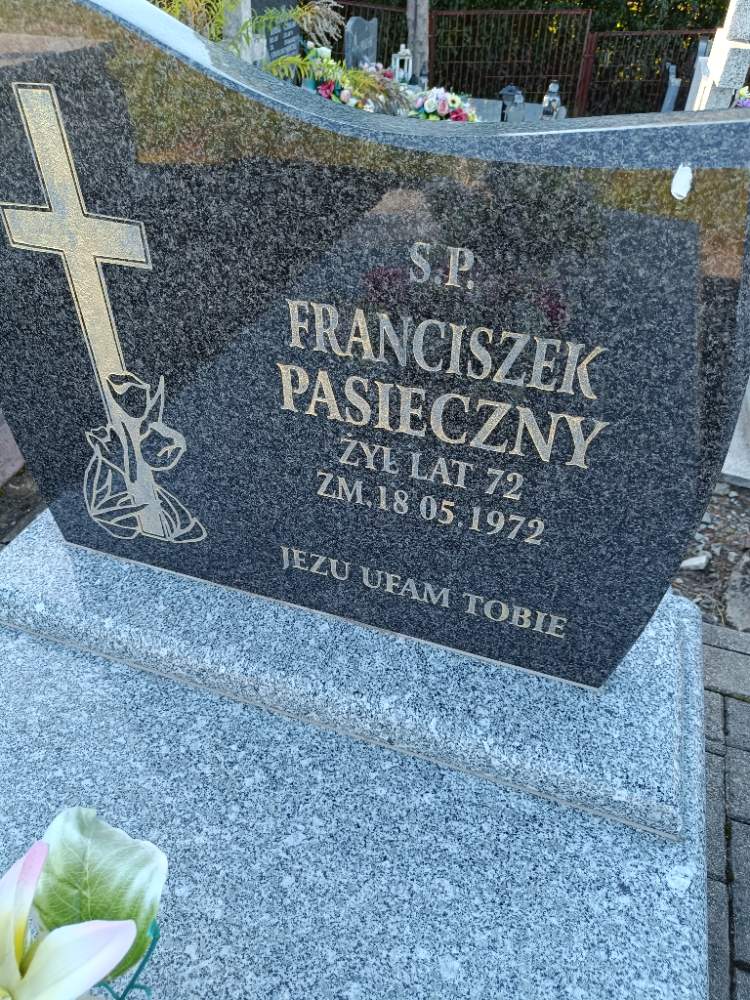 S.P.
FRANCISZEK
PASIECZNY
ŻYŁ LAT 72
ZM.18 05.1972
JEZU UFAM TOBIE